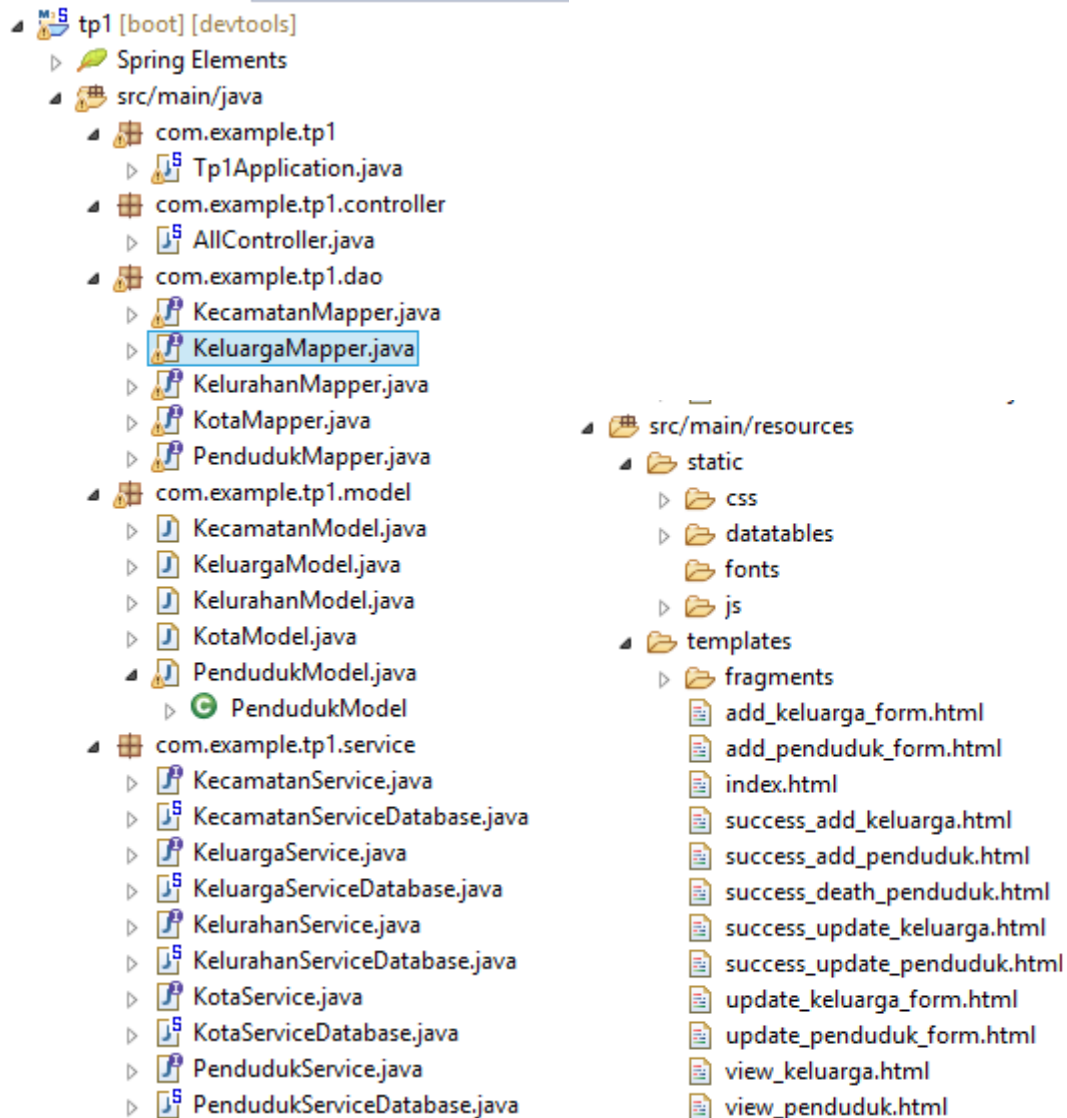 tp1 [boot] [devtools]
Spring Elements
src/main/java
com.example.tp1
Tp1Application.java
com.example.tp1.controller
AllController.java
com.example.tp1.dao
KecamatanMapper.java
KeluargaMapper.java
KelurahanMapper.java
KotaMapper.java
PendudukMapper.java
com.example.tp1.model
KecamatanModel.java
KeluargaModel.java
KelurahanModel.java
KotaModel.java
PendudukModel.java
PendudukModel
com.example.tp1.service
KecamatanService.java
KecamatanServiceDatabase.java
KeluargaService.java
KeluargaServiceDatabase.java
KelurahanService.java
KelurahanServiceDatabase.java
KotaService.java
KotaServiceDatabase.java
PendudukService.java
PendudukServiceDatabase.java
src/main/resources
static
css
datatables
fonts
js
templates
fragments
add_keluarga_form.html
add_penduduk_form.html
index.html
success_add_keluarga.html
success_add_penduduk.html
success_death_penduduk.html
success_update_keluarga.html
success_update_penduduk.html
update_keluarga_form.html
update_penduduk_form.html
view_keluarga.html
view_penduduk.html